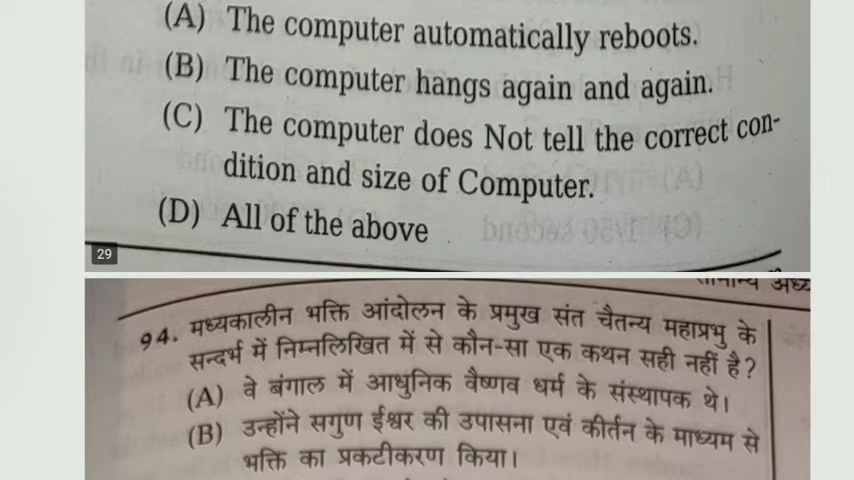 (A) The computer automatically reboots.
(B) The computer hangs again and again.
(C) The computer does Not tell the correct con-
dition and size of Computer.
(D) All of the above
29
सामान्य अध्य
94. मध्यकालीन भक्ति आंदोलन के प्रमुख संत चैतन्य महाप्रभु के
सन्दर्भ में निम्नलिखित में से कौन-सा एक कथन सही नहीं है?
(A) वे बंगाल में आधुनिक वैष्णव धर्म के संस्थापक थे।
(B) उन्होंने सगुण ईश्वर की उपासना एवं कीर्तन के माध्यम से
भक्ति का प्रकटीकरण किया।